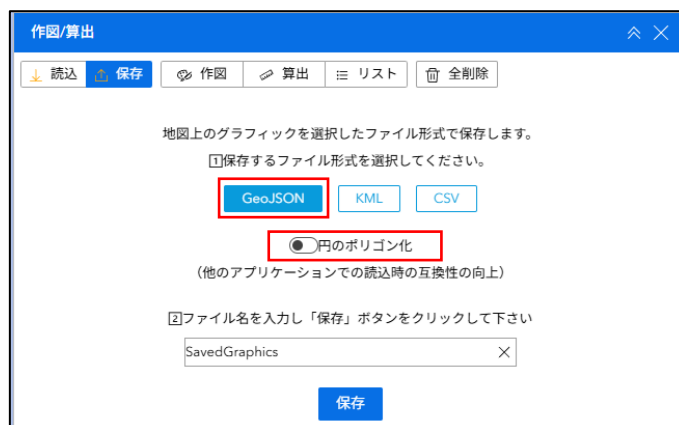 作図/算出
読込 保存 作図 算出 リスト 全削除
地図上のグラフィックを選択したファイル形式で保存します。
1保存するファイル形式を選択してください。
GeoJSON KML CSV
円のポリゴン化
(他のアプリケーションでの読込時の互換性の向上)
2ファイル名を入力し「保存」ボタンをクリックして下さい
SavedGraphics
保存